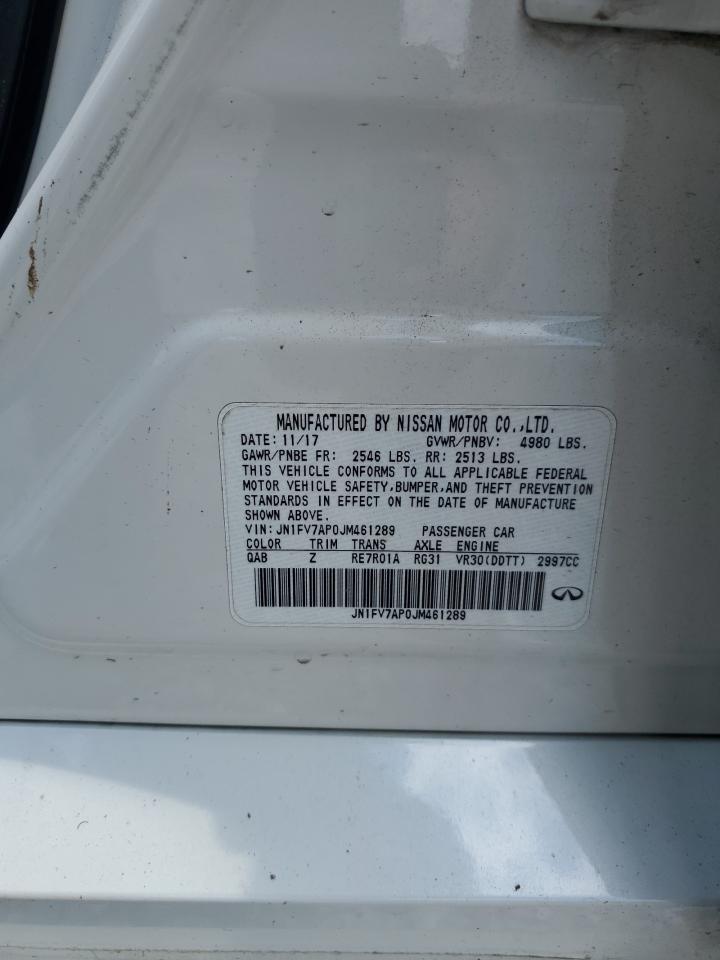 MANUFACTURED BY NISSAN MOTOR CO.,LTD.
DATE: 11/17 GVWR/PNBV: 4980 LBS.
GAWR/PNBE FR: 2546 LBS. RR: 2513 LBS.
THIS VEHICLE CONFORMS TO ALL APPLICABLE FEDERAL
MOTOR VEHICLE SAFETY,BUMPER,AND THEFT PREVENTION
STANDARDS IN EFFECT ON THE DATE OF MANUFACTURE
SHOWN ABOVE.
VIN: JN1FV7AP0JM461289 PASSENGER CAR
COLOR TRIM TRANS AXLE ENGINE
QAB Z RE7R01A RG31 VR30(DDTT) 2997CC
JN1FV7AP0JM461289